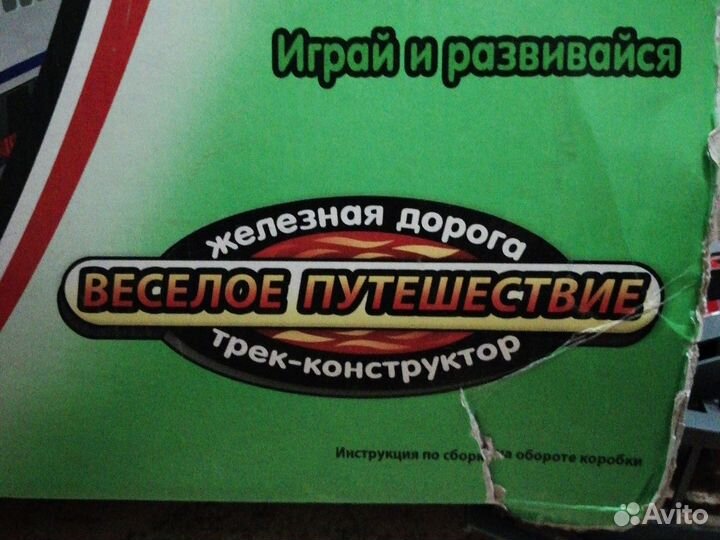 Играй и развивайся
железная дорога
ВЕСЕЛОЕ ПУТЕШЕСТВИЕ
трек-конструктор
Инструкция по сборке на обороте коробки
Avito